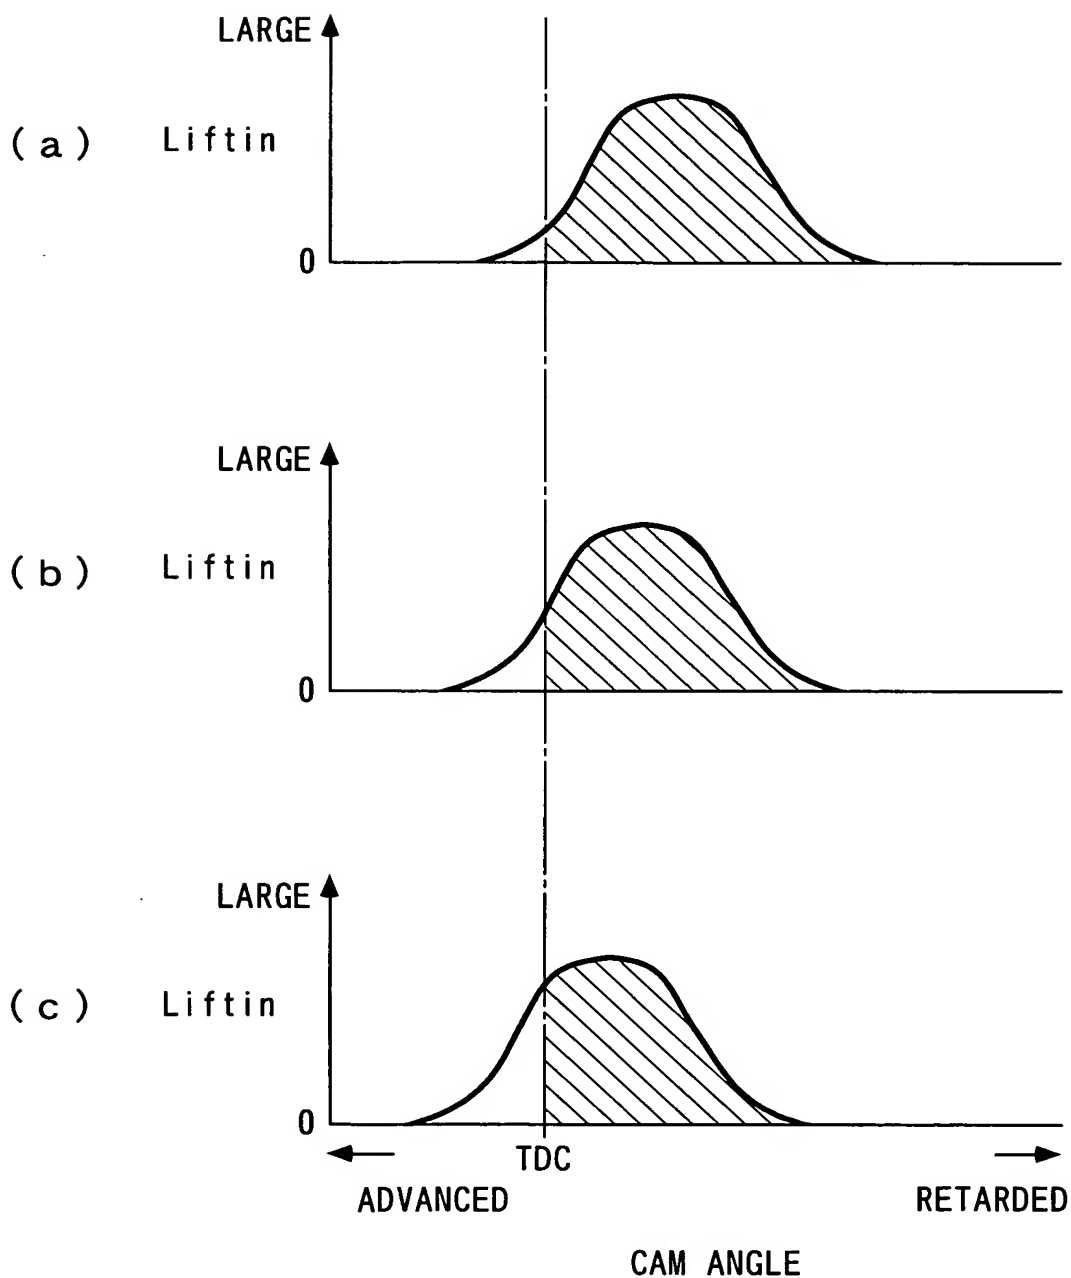 LARGE
(a) Liftin
0
LARGE
(b) Liftin
0
LARGE
(c) Liftin
0
TDC
ADVANCED RETARDED
CAM ANGLE